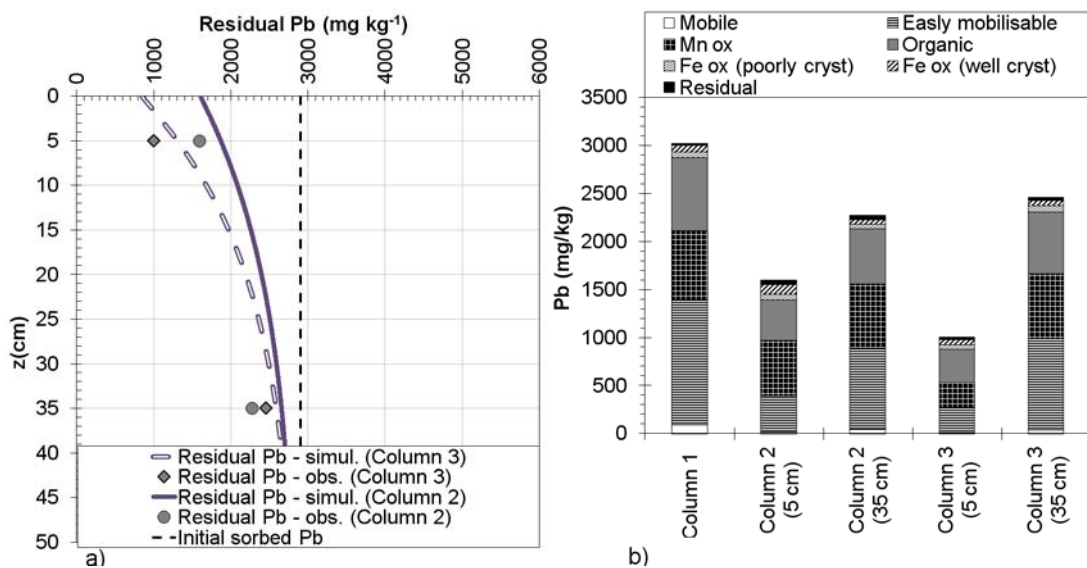 Residual Pb (mg kg⁻¹)
0 1000 2000 3000 4000 5000 6000
0
5
10
15
20
25
30
35
40
45
50
z(cm)
Residual Pb - simul. (Column 3)
Residual Pb - obs. (Column 3)
Residual Pb - simul. (Column 2)
Residual Pb - obs. (Column 2)
Initial sorbed Pb
a)
Mobile Easly mobilisable
Mn ox Organic
Fe ox (poorly cryst) Fe ox (well cryst)
Residual
3500
3000
2500
2000
1500
1000
500
0
Pb (mg/kg)
Column 1
Column 2
(5 cm)
Column 2
(35 cm)
Column 3
(5 cm)
Column 3
(35 cm)
b)